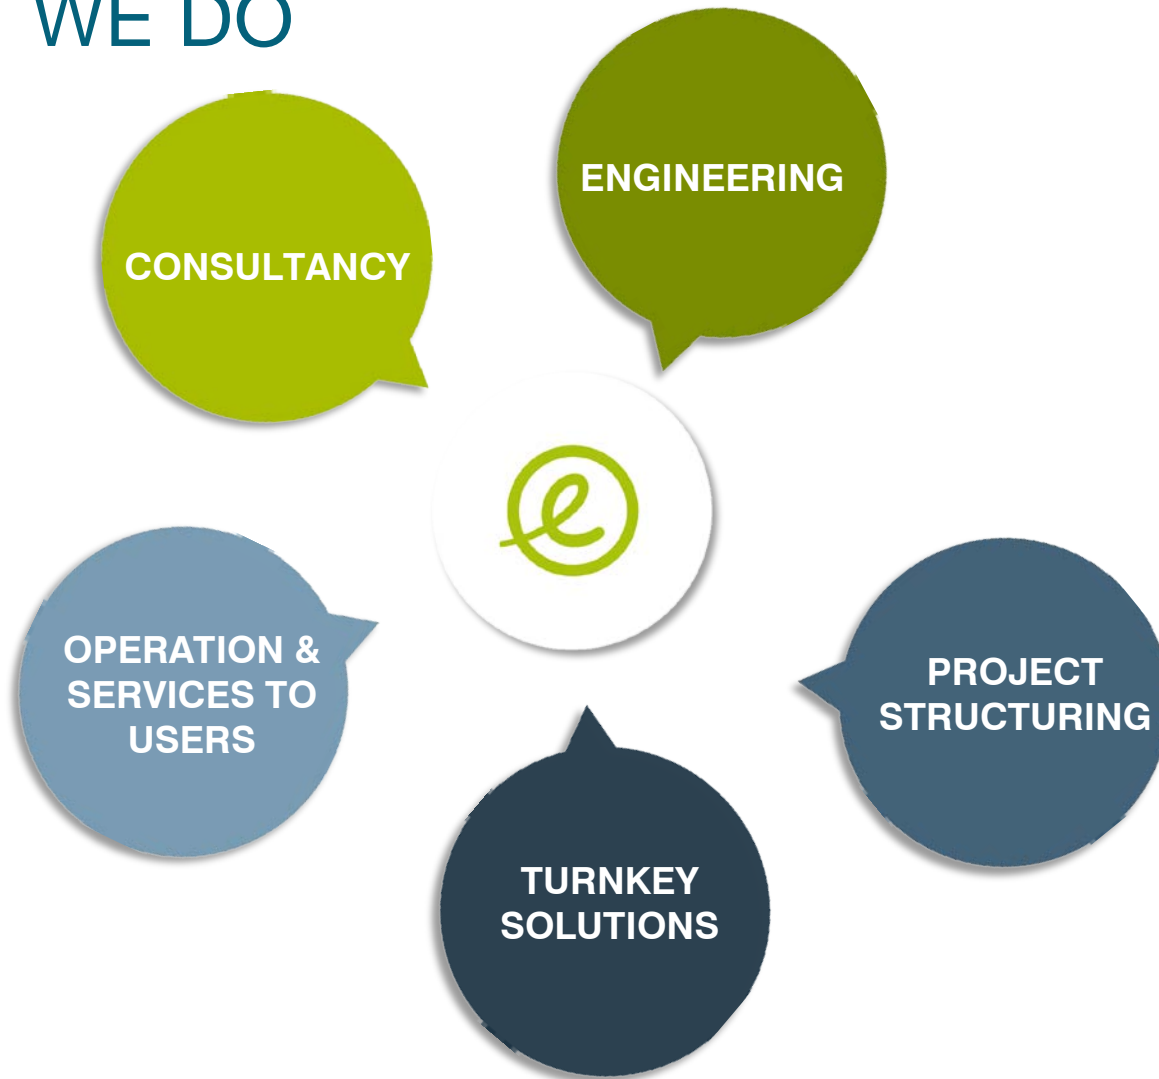 WE DO
ENGINEERING
CONSULTANCY
e
OPERATION &
SERVICES TO
USERS
PROJECT
STRUCTURING
TURNKEY
SOLUTIONS